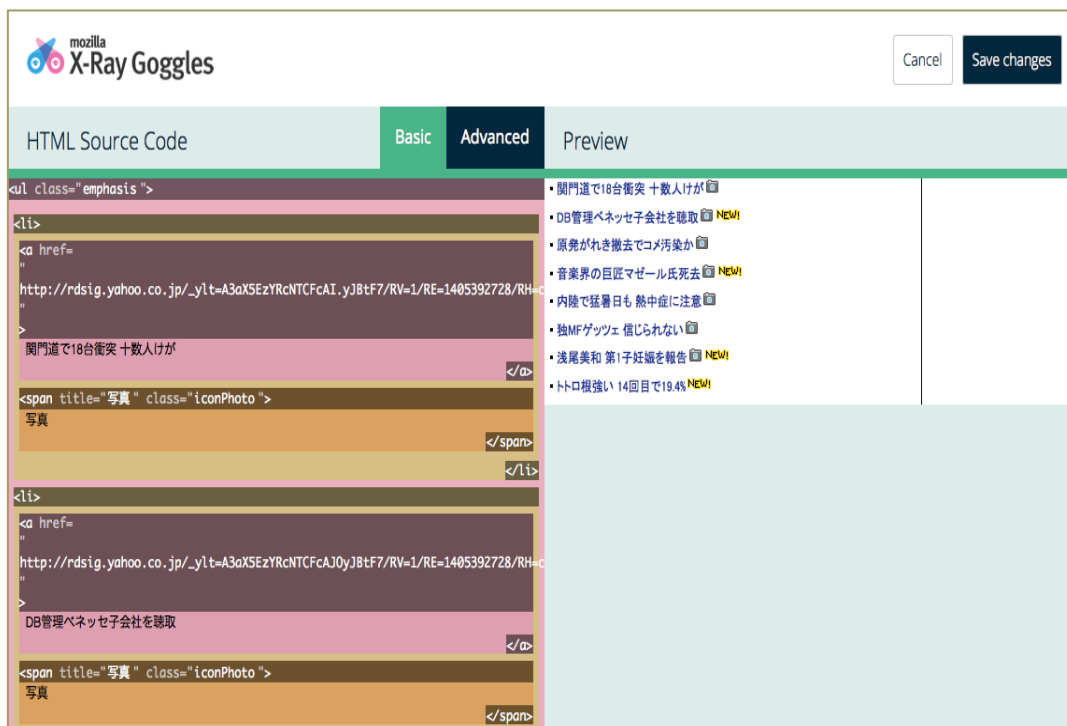 mozilla
X-Ray Goggles
Cancel
Save changes
HTML Source Code
Basic
Advanced
Preview
<ul class="emphasis ">
<li>
<a href=
"
http://rdsig.yahoo.co.jp/_ylt=A3aX5EzYRcNTCFcAI.yJBtF7/RV=1/RE=1405392728/RH=c
"
>
関門道で18台衝突 十数人けが
</a>
<span title="写真 " class="iconPhoto ">
写真
</span>
</li>
<li>
<a href=
"
http://rdsig.yahoo.co.jp/_ylt=A3aX5EzYRcNTCFcAJOyJBtF7/RV=1/RE=1405392728/RH=c
"
>
DB管理ベネッセ子会社を聴取
</a>
<span title="写真 " class="iconPhoto ">
写真
</span>
関門道で18台衝突 十数人けが
DB管理ベネッセ子会社を聴取 NEW!
原発がれき撤去でコメ汚染か
音楽界の巨匠マゼール氏死去 NEW!
内陸で猛暑日も 熱中症に注意
独MFゲッツェ 信じられない
浅尾美和 第1子妊娠を報告 NEW!
トトロ根強い 14回目で19.4% NEW!